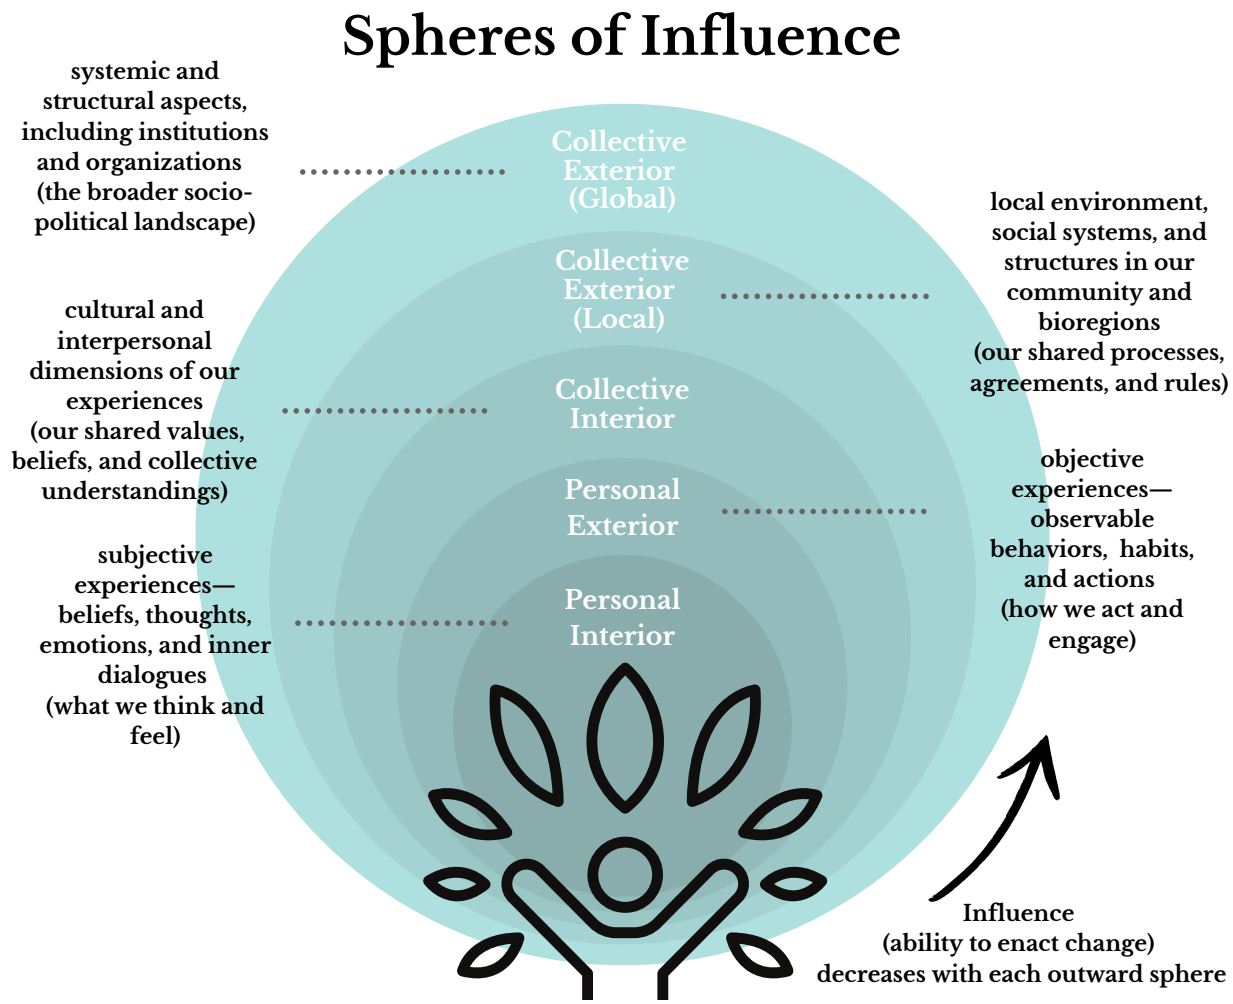 Spheres of Influence
systemic and
structural aspects,
including institutions
and organizations
(the broader socio-
political landscape)
Collective
Exterior
(Global)
local environment,
social systems, and
structures in our
community and
bioregions
(our shared processes,
agreements, and rules)
Collective
Exterior
(Local)
cultural and
interpersonal
dimensions of our
experiences
(our shared values,
beliefs, and collective
understandings)
Collective
Interior
objective
experiences—
observable
behaviors,  habits,
and actions
(how we act and
engage)
Personal
Exterior
subjective
experiences—
beliefs, thoughts,
emotions, and inner
dialogues
(what we think and
feel)
Personal
Interior
Influence
(ability to enact change)
decreases with each outward sphere